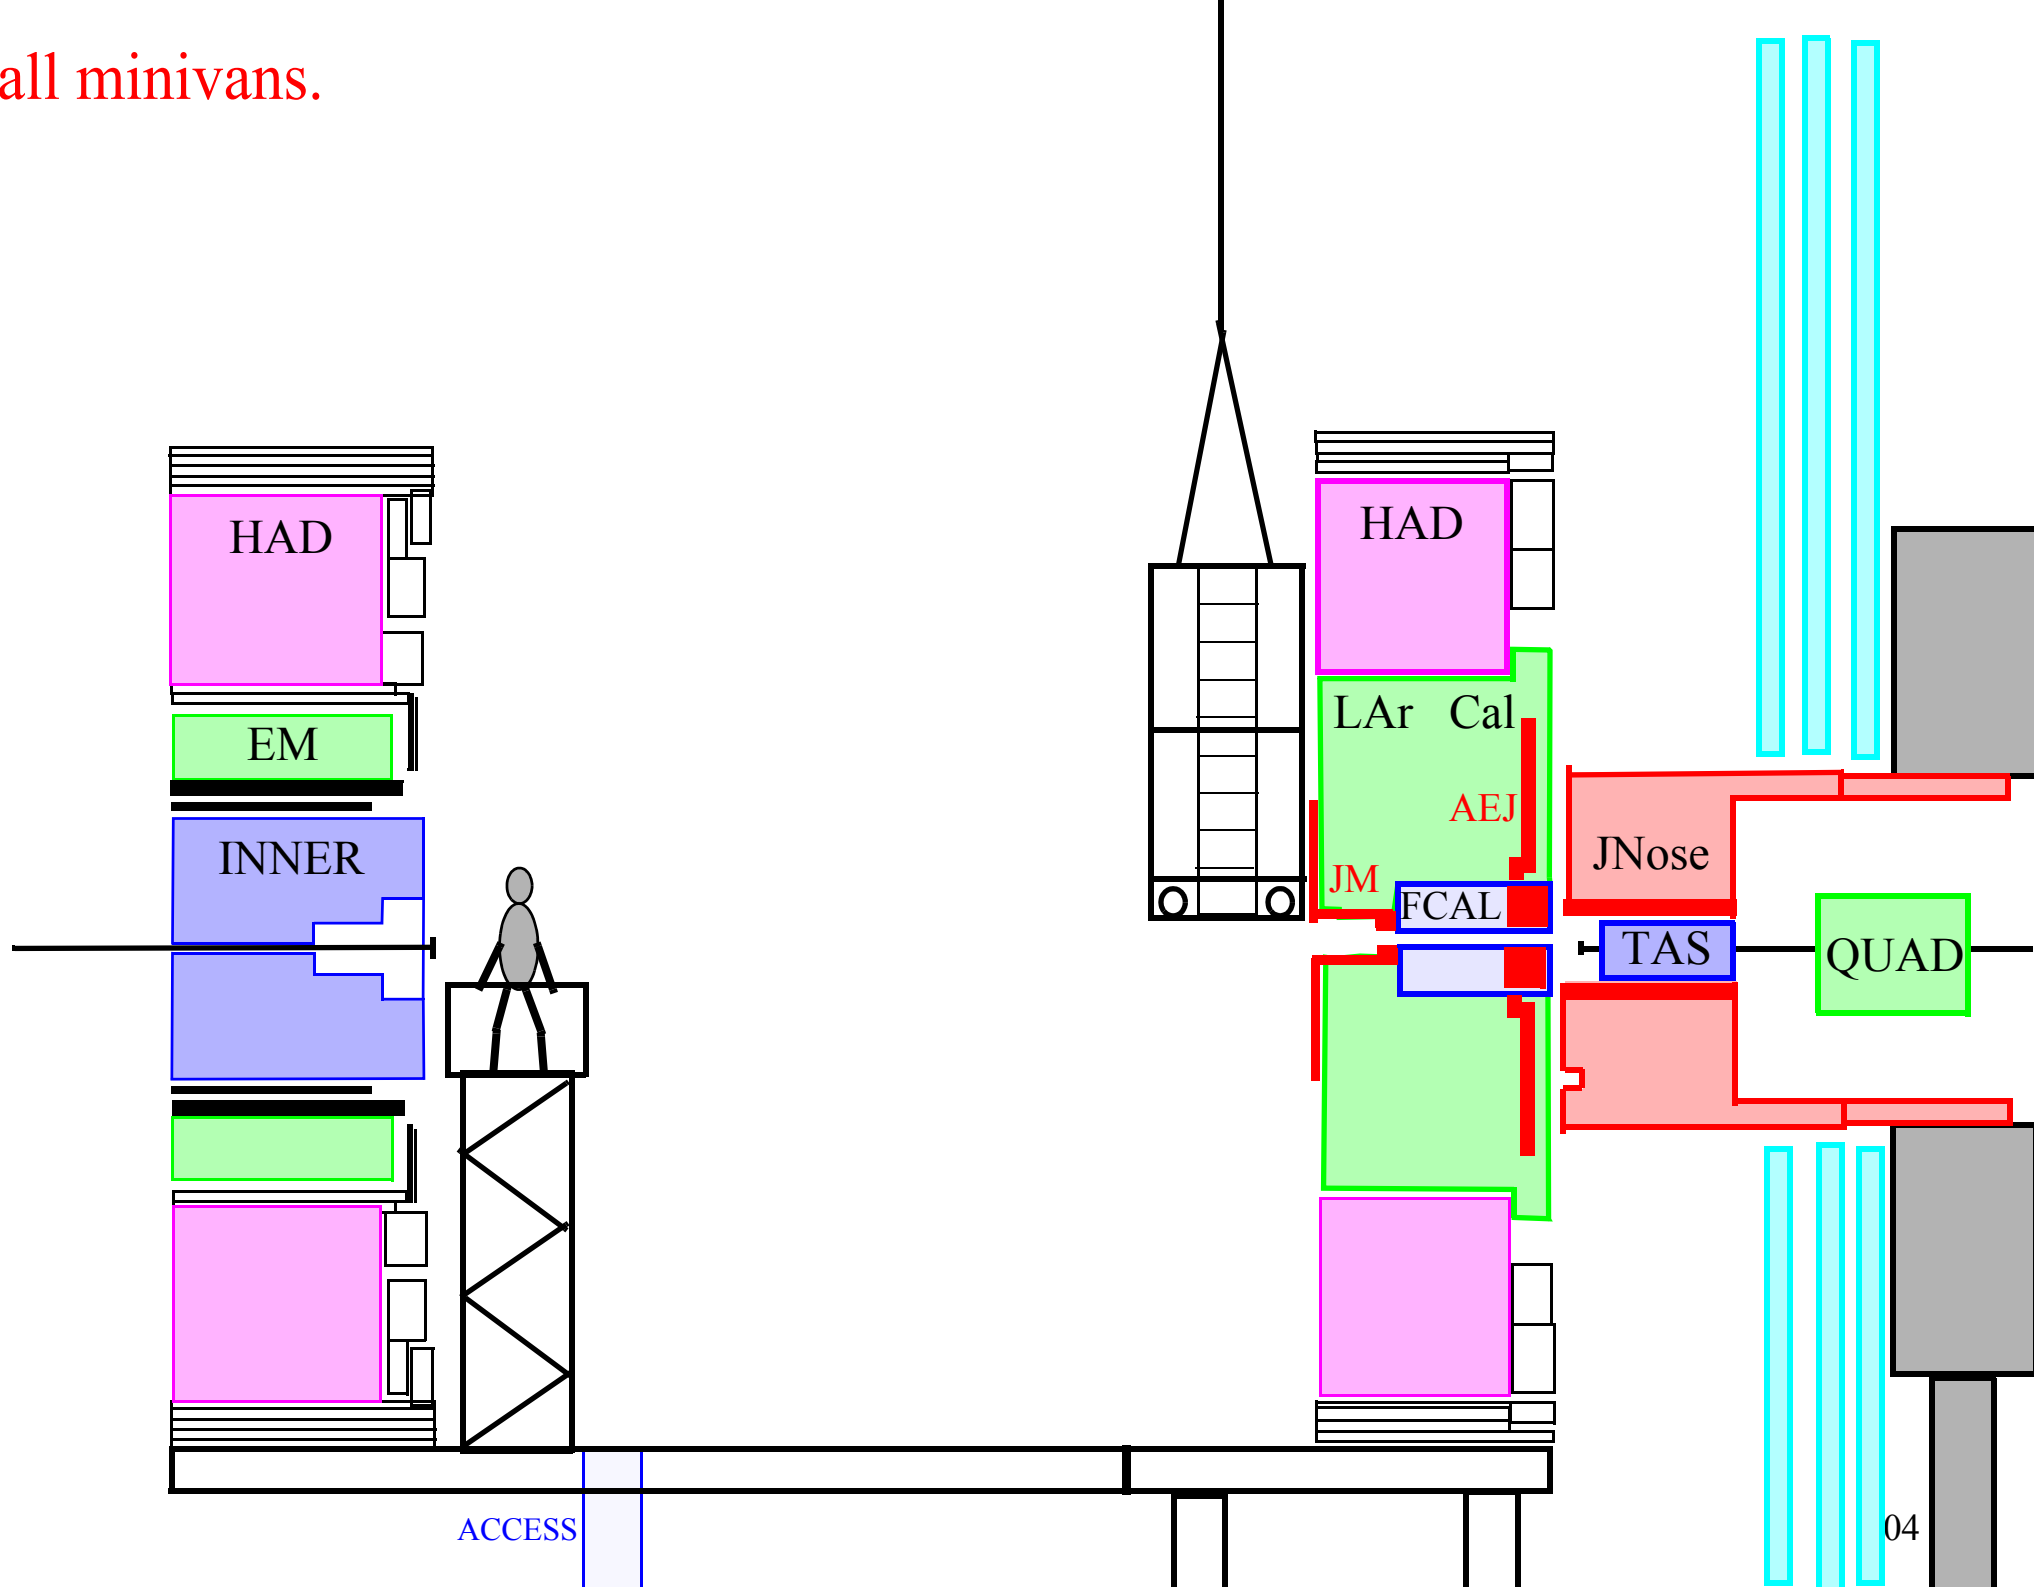 all minivans.
HAD
HAD
EM
LAr Cal
AEJ
INNER
JM
JNose
FCAL
TAS
QUAD
ACCESS
04